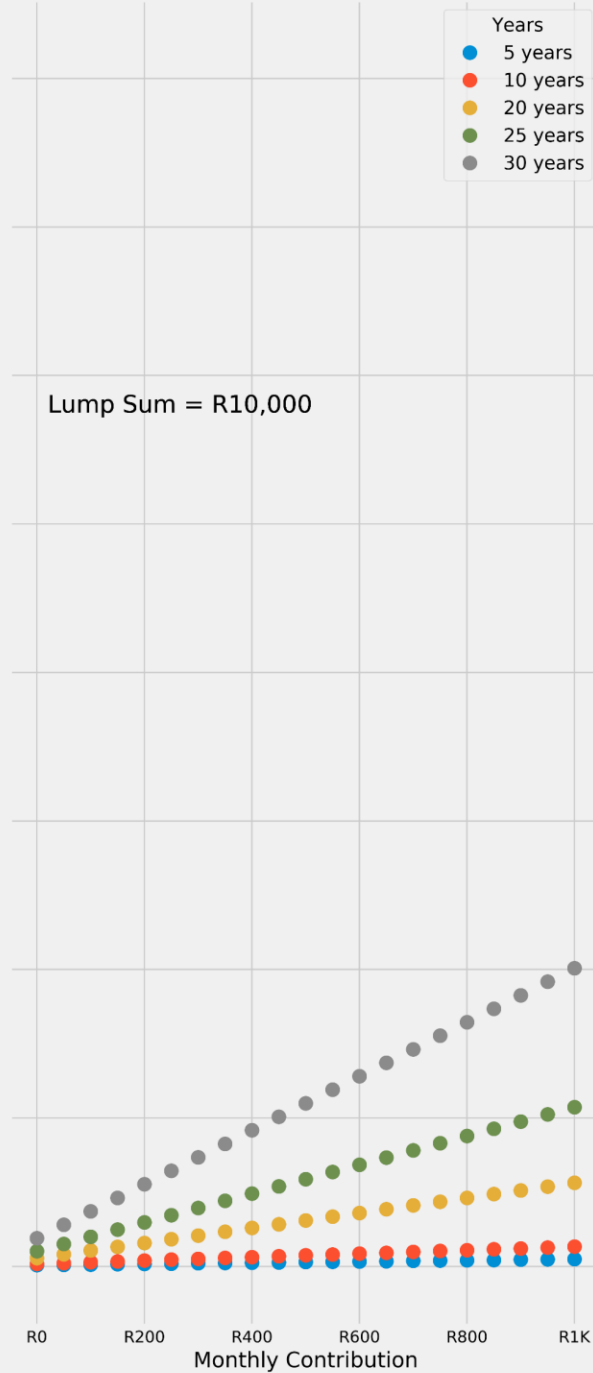 Years
5 years
10 years
20 years
25 years
30 years
Lump Sum = R10,000
R0 R200 R400 R600 R800 R1K
Monthly Contribution